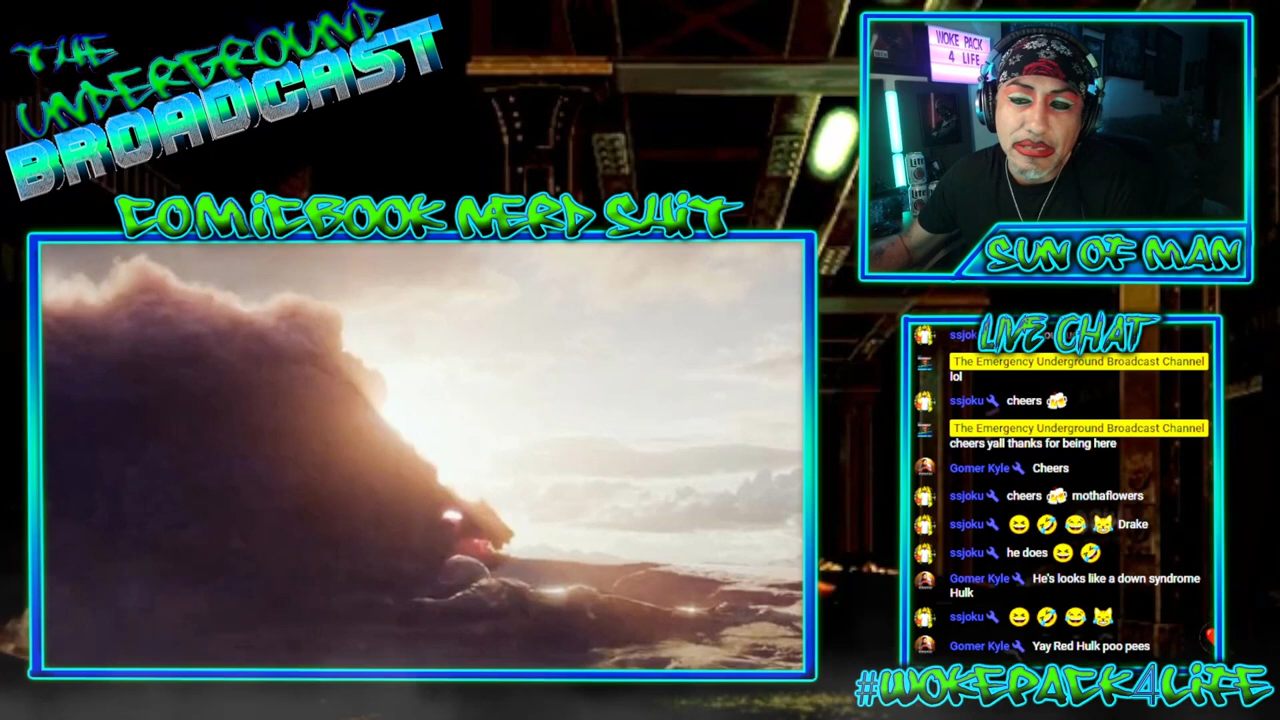 THE
UNDERGROUND
BROADCAST
COMICBOOK NERD SHIT
WOKE PACK
4 LIFE
SUN OF MAN
LIVE CHAT
The Emergency Underground Broadcast Channel
lol
ssjoku cheers
The Emergency Underground Broadcast Channel
cheers yall thanks for being here
Gomer Kyle Cheers
ssjoku cheers mothaflowers
ssjoku Drake
ssjoku he does
Gomer Kyle He's looks like a down syndrome
Hulk
ssjoku
Gomer Kyle Yay Red Hulk poo pees
#WOKEPACK4LIFE